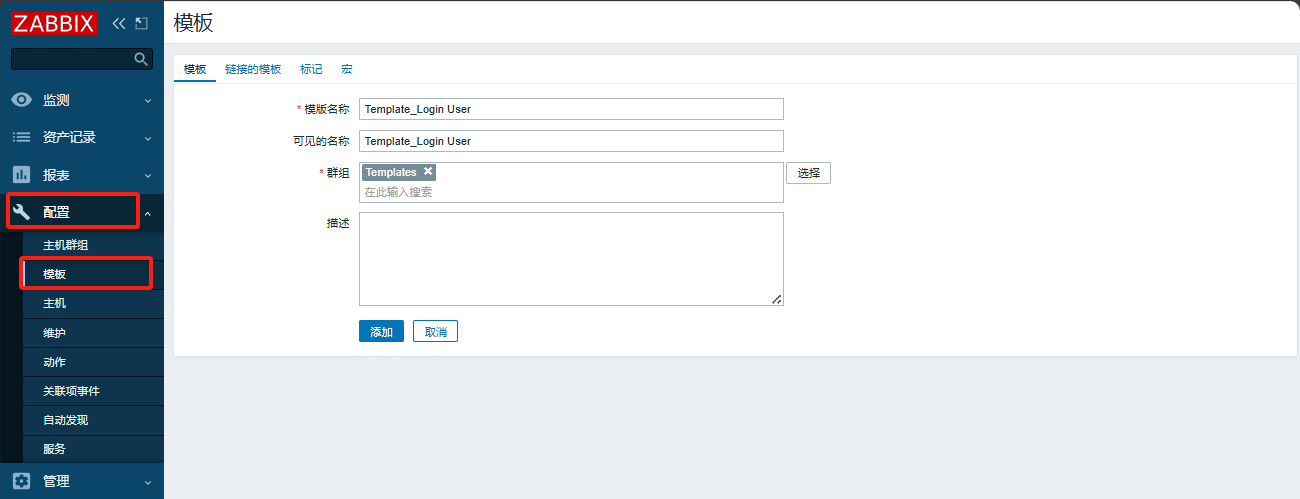 ZABBIX
监测
资产记录
报表
配置
主机群组
模板
主机
维护
动作
关联项事件
自动发现
服务
管理
模板
模板 链接的模板 标记 宏
* 模版名称 Template_Login User
可见的名称 Template_Login User
* 群组 Templates 选择
在此输入搜索
描述
添加 取消